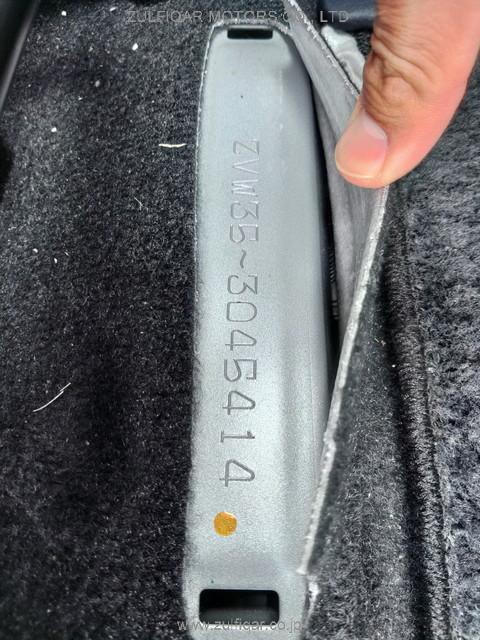 ZULFIQAR MOTORS CO., LTD
ZVW35-3045414
www.zulfiqar.co.jp